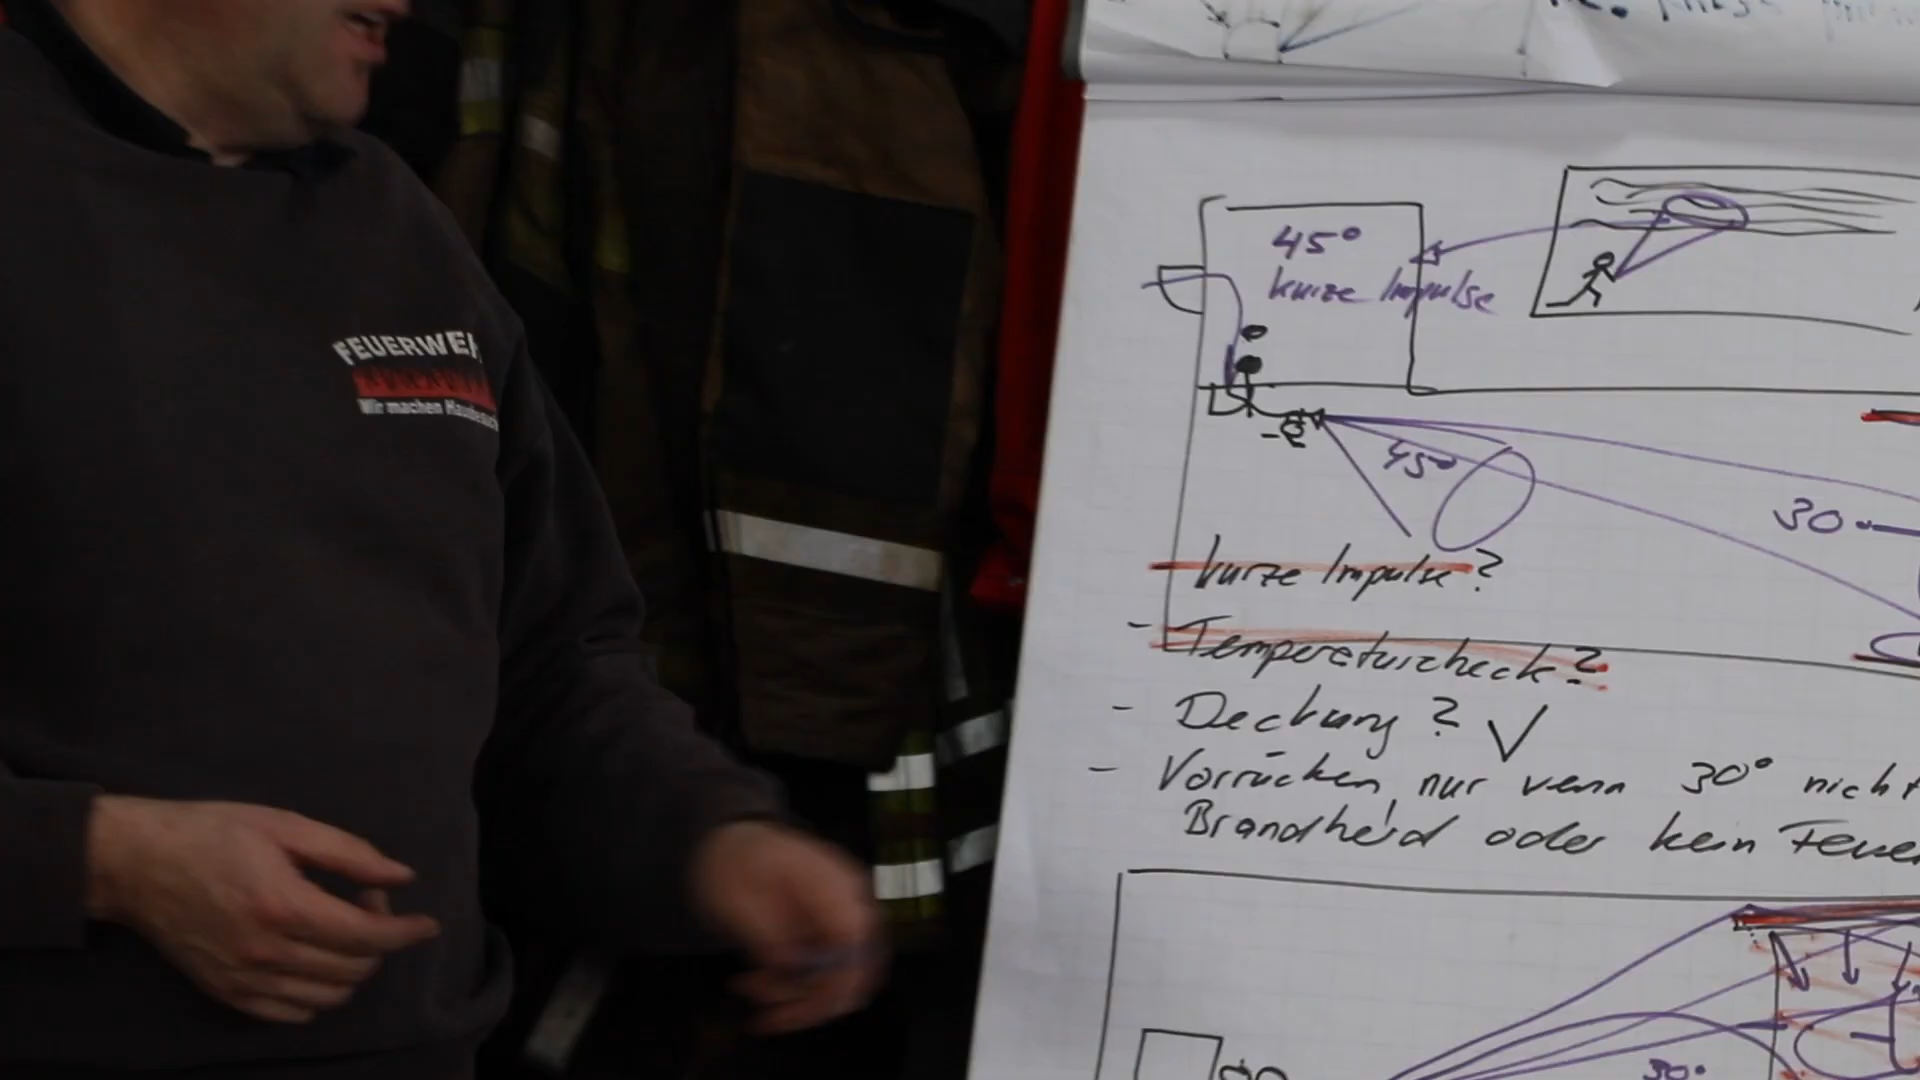 FEUERWEH
Wir machen Hausbesuche
45°
kurze Impulse
45°
30°
kurze Impulse?
- Temperaturcheck?
- Deckung? ✓
- Vorrücken, nur wenn 30° nicht
Brandherd oder kein Feuer
30°